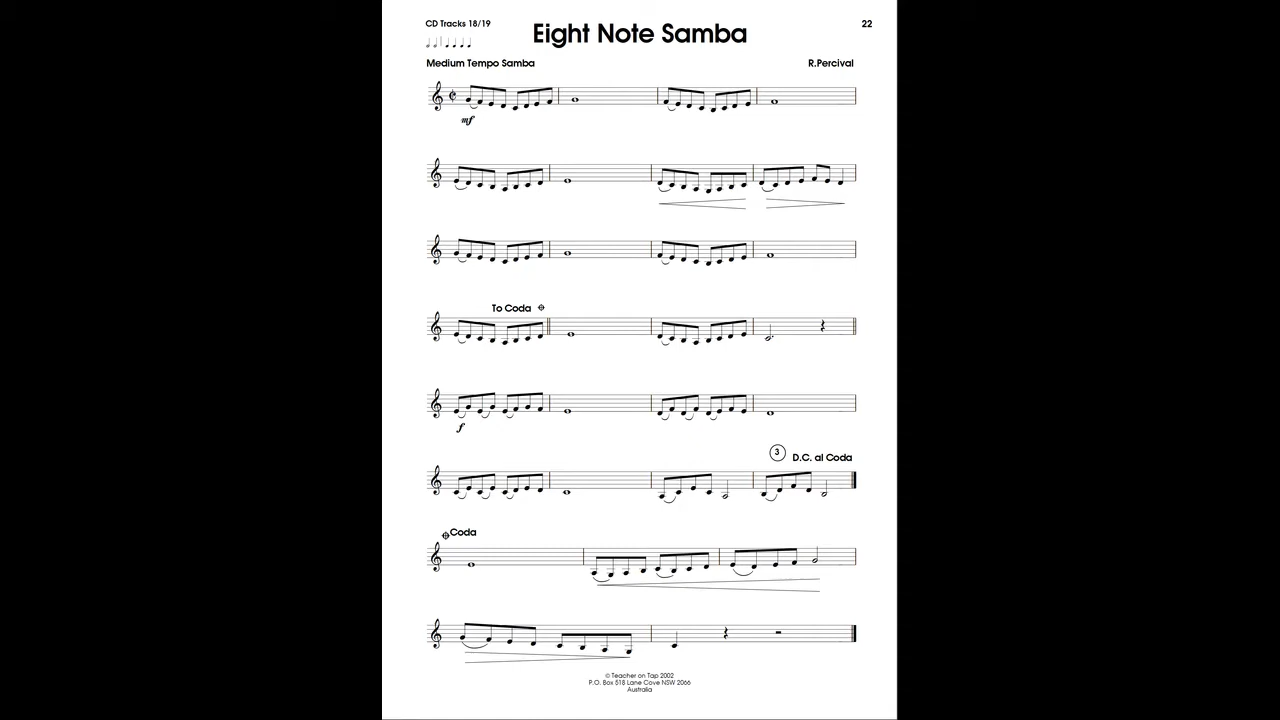 CD Tracks 18/19
Eight Note Samba
22
Medium Tempo Samba
R.Percival
mf
To Coda
f
3
D.C. al Coda
Coda
© Teacher on Tap 2002
P.O. Box 518 Lane Cove NSW 2066
Australia